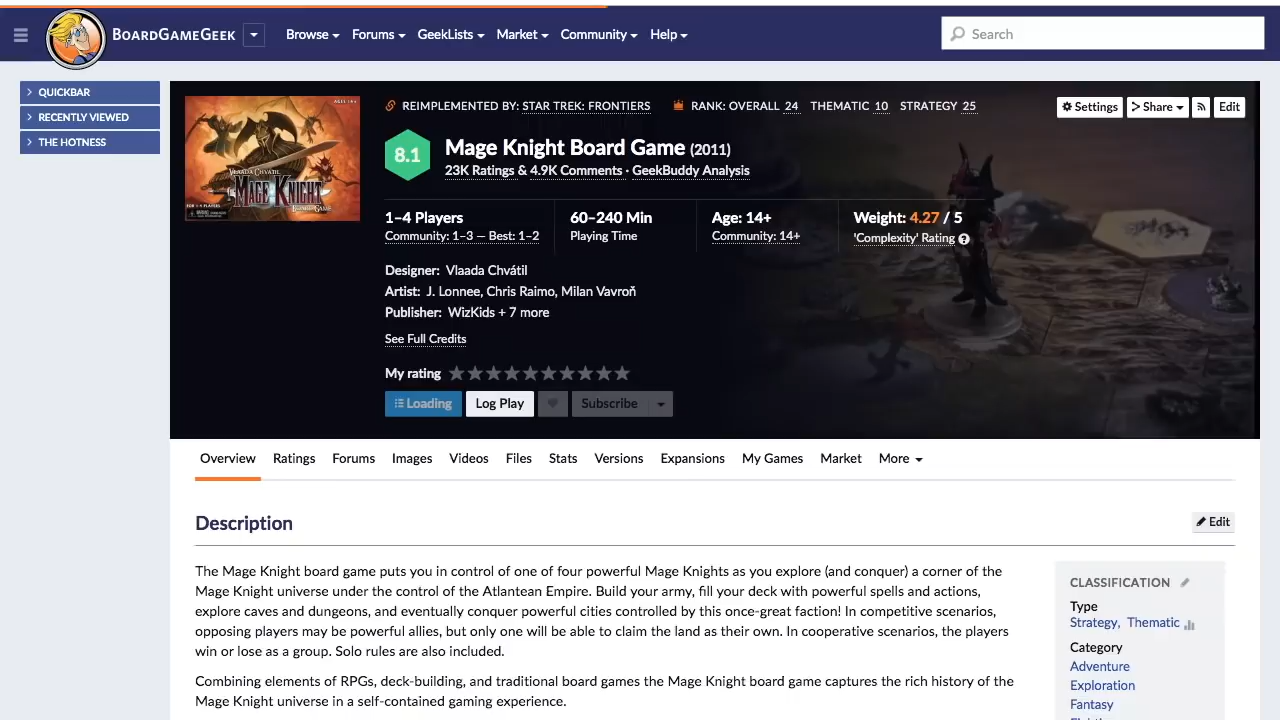 BOARDGAMEGEEK Browse Forums GeekLists Market Community Help Search
QUICKBAR
RECENTLY VIEWED
THE HOTNESS
AGES 14+
VLAADA CHVATIL
MAGE KNIGHT
BOARD GAME
FOR 1-4 PLAYERS
REIMPLEMENTED BY: STAR TREK: FRONTIERS RANK: OVERALL 24 THEMATIC 10 STRATEGY 25 Settings Share Edit
8.1 Mage Knight Board Game (2011)
23K Ratings & 4.9K Comments · GeekBuddy Analysis
1–4 Players 60–240 Min Age: 14+ Weight: 4.27 / 5
Community: 1–3 — Best: 1–2 Playing Time Community: 14+ 'Complexity' Rating ?
Designer: Vlaada Chvátil
Artist: J. Lonnee, Chris Raimo, Milan Vavroň
Publisher: WizKids + 7 more
See Full Credits
My rating
Loading Log Play Subscribe
Overview Ratings Forums Images Videos Files Stats Versions Expansions My Games Market More
Description Edit
The Mage Knight board game puts you in control of one of four powerful Mage Knights as you explore (and conquer) a corner of the
Mage Knight universe under the control of the Atlantean Empire. Build your army, fill your deck with powerful spells and actions,
explore caves and dungeons, and eventually conquer powerful cities controlled by this once-great faction! In competitive scenarios,
opposing players may be powerful allies, but only one will be able to claim the land as their own. In cooperative scenarios, the players
win or lose as a group. Solo rules are also included.
Combining elements of RPGs, deck-building, and traditional board games the Mage Knight board game captures the rich history of the
Mage Knight universe in a self-contained gaming experience.
CLASSIFICATION
Type
Strategy, Thematic
Category
Adventure
Exploration
Fantasy